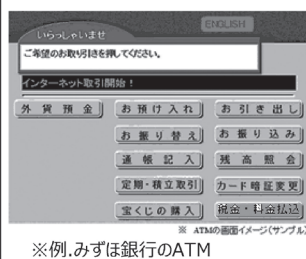 いらっしゃいませ
ENGLISH
ご希望のお取り引きを押してください。
インターネット取引開始！
外貨預金 お預け入れ お引き出し
お振り替え お振り込み
通帳記入 残高照会
定期・積立取引 カード暗証変更
宝くじの購入 税金・料金払込
※ ATMの画面イメージ(サンプル)
※例.みずほ銀行のATM